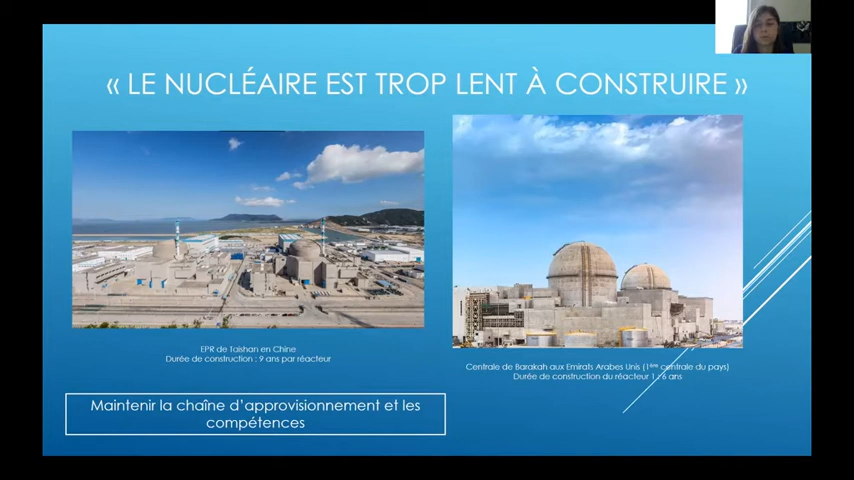 « LE NUCLÉAIRE EST TROP LENT À CONSTRUIRE »
EPR de Taishan en Chine
Durée de construction : 9 ans par réacteur
Centrale de Barakah aux Emirats Arabes Unis (1ère centrale du pays)
Durée de construction du réacteur 1 : 6 ans
Maintenir la chaîne d'approvisionnement et les
compétences